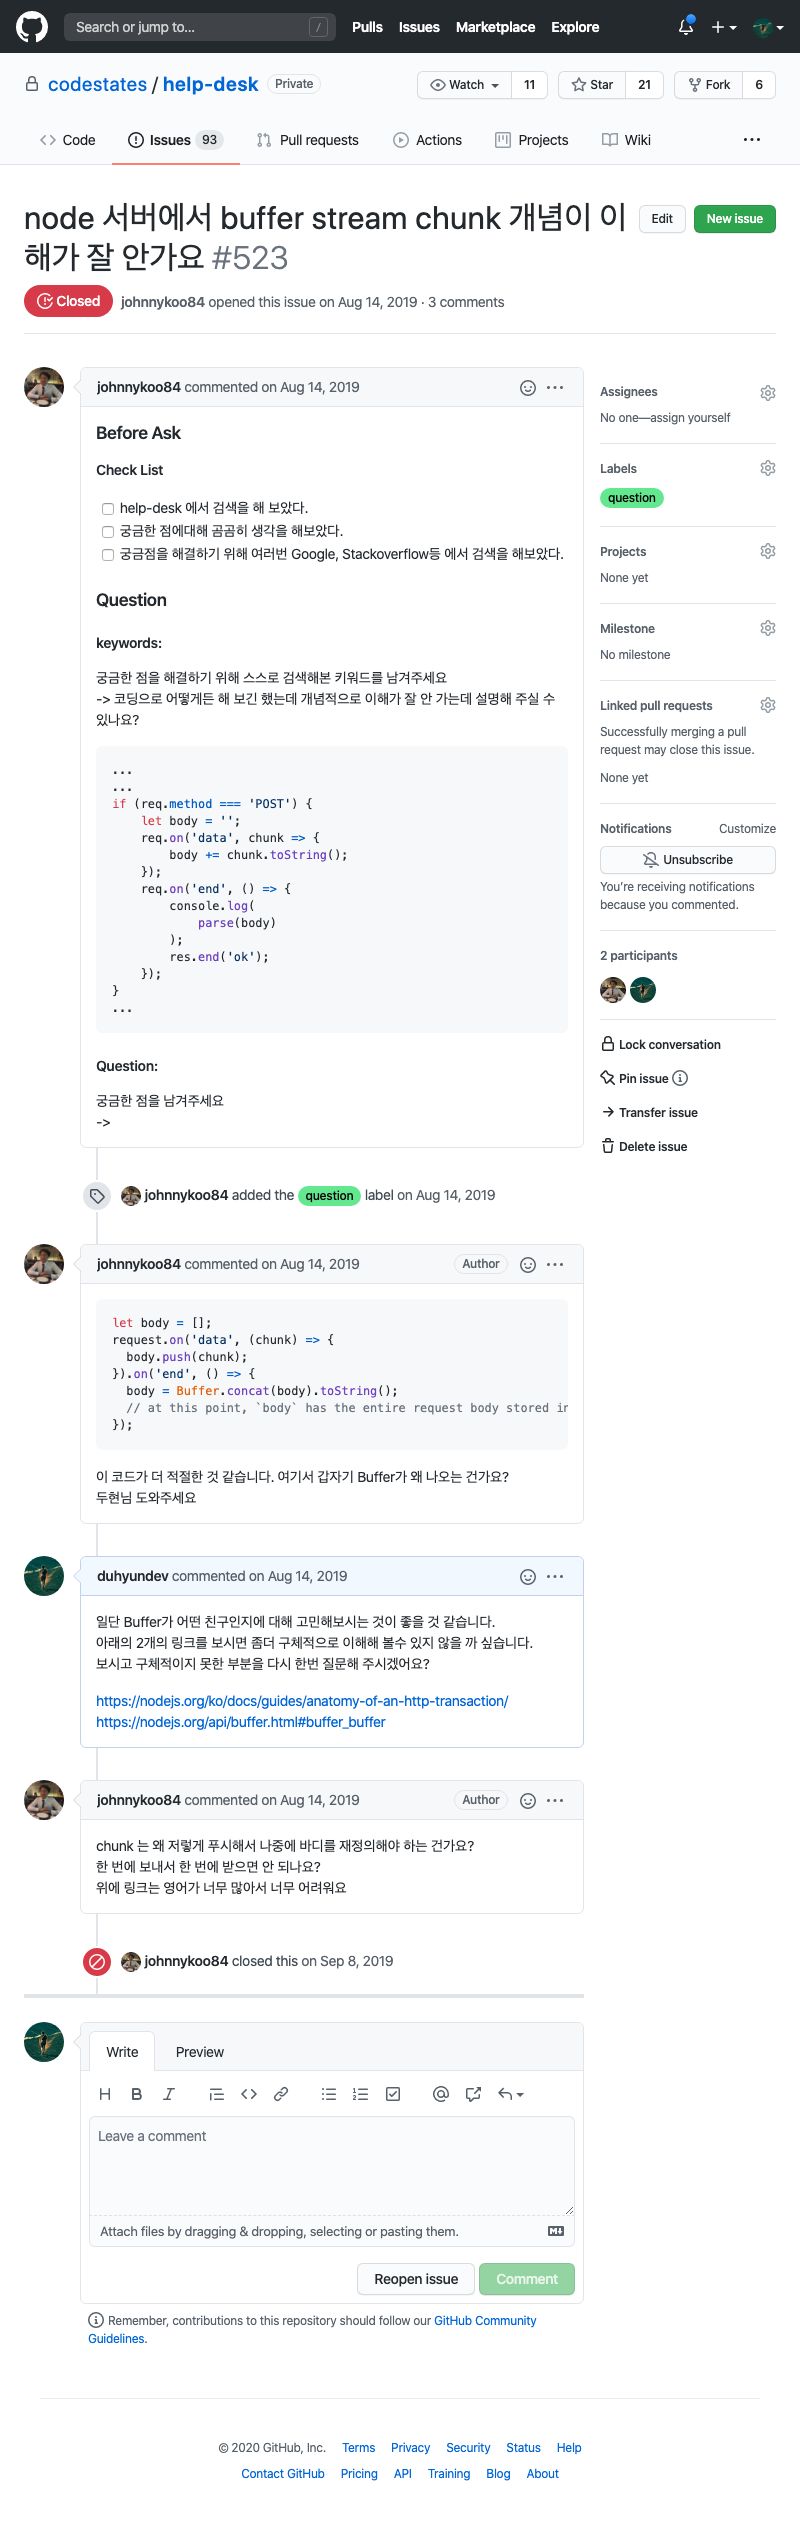 Search or jump to... / Pulls Issues Marketplace Explore
codestates / help-desk Private Watch 11 Star 21 Fork 6
Code Issues 93 Pull requests Actions Projects Wiki ...
node 서버에서 buffer stream chunk 개념이 이
해가 잘 안가요 #523
Edit New issue
Closed johnnykoo84 opened this issue on Aug 14, 2019 · 3 comments
johnnykoo84 commented on Aug 14, 2019
Before Ask
Check List
help-desk 에서 검색을 해 보았다.
궁금한 점에대해 곰곰히 생각을 해보았다.
궁금점을 해결하기 위해 여러번 Google, Stackoverflow등 에서 검색을 해보았다.
Question
keywords:
궁금한 점을 해결하기 위해 스스로 검색해본 키워드를 남겨주세요
-> 코딩으로 어떻게든 해 보긴 했는데 개념적으로 이해가 잘 안 가는데 설명해 주실 수
있나요?
...
...
if (req.method === 'POST') {
    let body = '';
    req.on('data', chunk => {
        body += chunk.toString();
    });
    req.on('end', () => {
        console.log(
            parse(body)
        );
        res.end('ok');
    });
}
...
Question:
궁금한 점을 남겨주세요
->
Assignees
No one—assign yourself
Labels
question
Projects
None yet
Milestone
No milestone
Linked pull requests
Successfully merging a pull
request may close this issue.
None yet
Notifications Customize
Unsubscribe
You're receiving notifications
because you commented.
2 participants
Lock conversation
Pin issue
Transfer issue
Delete issue
johnnykoo84 added the question label on Aug 14, 2019
johnnykoo84 commented on Aug 14, 2019 Author
let body = [];
request.on('data', (chunk) => {
  body.push(chunk);
}).on('end', () => {
  body = Buffer.concat(body).toString();
  // at this point, `body` has the entire request body stored in
});
이 코드가 더 적절한 것 같습니다. 여기서 갑자기 Buffer가 왜 나오는 건가요?
두현님 도와주세요
duhyundev commented on Aug 14, 2019
일단 Buffer가 어떤 친구인지에 대해 고민해보시는 것이 좋을 것 같습니다.
아래의 2개의 링크를 보시면 좀더 구체적으로 이해해 볼수 있지 않을 까 싶습니다.
보시고 구체적이지 못한 부분을 다시 한번 질문해 주시겠어요?
https://nodejs.org/ko/docs/guides/anatomy-of-an-http-transaction/
https://nodejs.org/api/buffer.html#buffer_buffer
johnnykoo84 commented on Aug 14, 2019 Author
chunk 는 왜 저렇게 푸시해서 나중에 바디를 재정의해야 하는 건가요?
한 번에 보내서 한 번에 받으면 안 되나요?
위에 링크는 영어가 너무 많아서 너무 어려워요
johnnykoo84 closed this on Sep 8, 2019
Write Preview
Leave a comment
Attach files by dragging & dropping, selecting or pasting them.
Reopen issue Comment
Remember, contributions to this repository should follow our GitHub Community
Guidelines.
© 2020 GitHub, Inc. Terms Privacy Security Status Help
Contact GitHub Pricing API Training Blog About